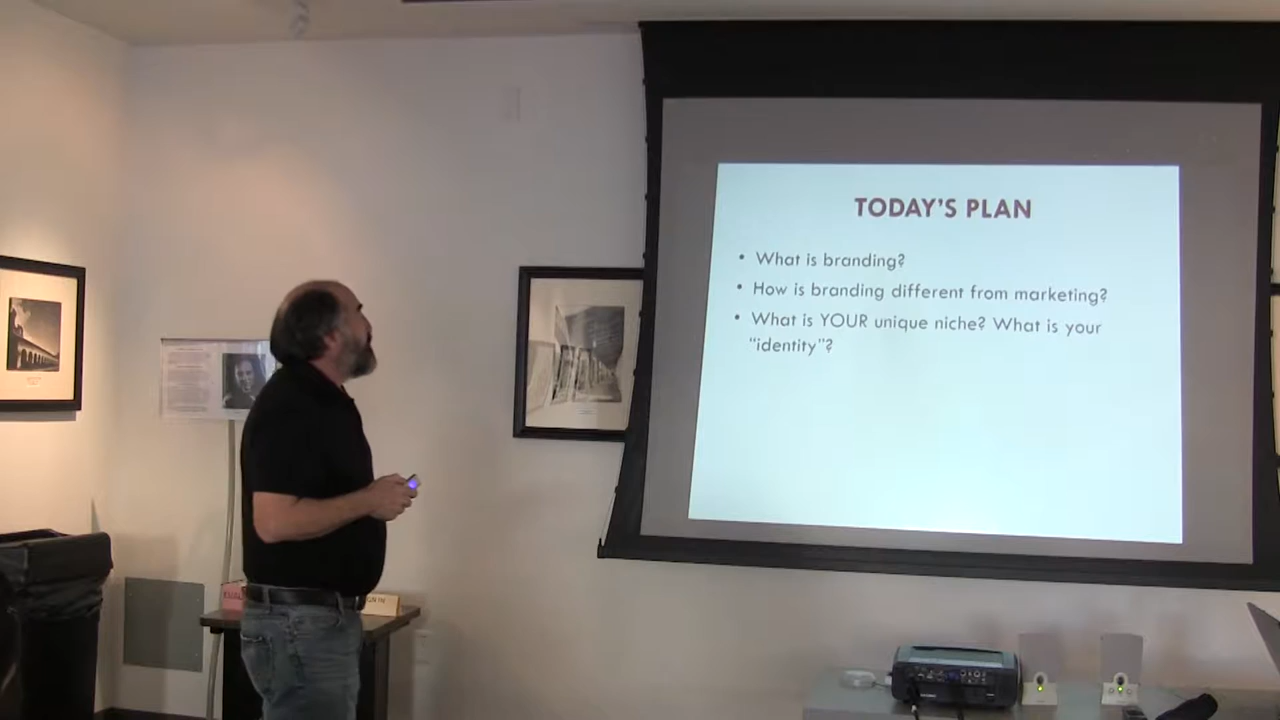 TODAY'S PLAN
• What is branding?
• How is branding different from marketing?
• What is YOUR unique niche? What is your
"identity"?